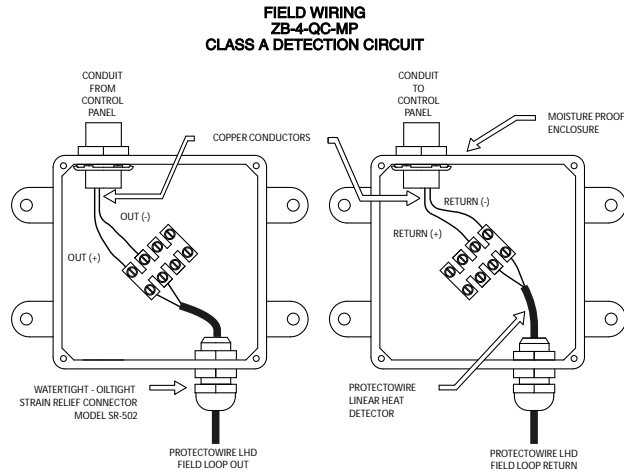 FIELD WIRING
ZB-4-QC-MP
CLASS A DETECTION CIRCUIT
CONDUIT
FROM
CONTROL
PANEL
CONDUIT
TO
CONTROL
PANEL
COPPER CONDUCTORS
MOISTURE PROOF
ENCLOSURE
OUT (-)
OUT (+)
RETURN (-)
RETURN (+)
WATERTIGHT - OILTIGHT
STRAIN RELIEF CONNECTOR
MODEL SR-502
PROTECTOWIRE
LINEAR HEAT
DETECTOR
PROTECTOWIRE LHD
FIELD LOOP OUT
PROTECTOWIRE LHD
FIELD LOOP RETURN